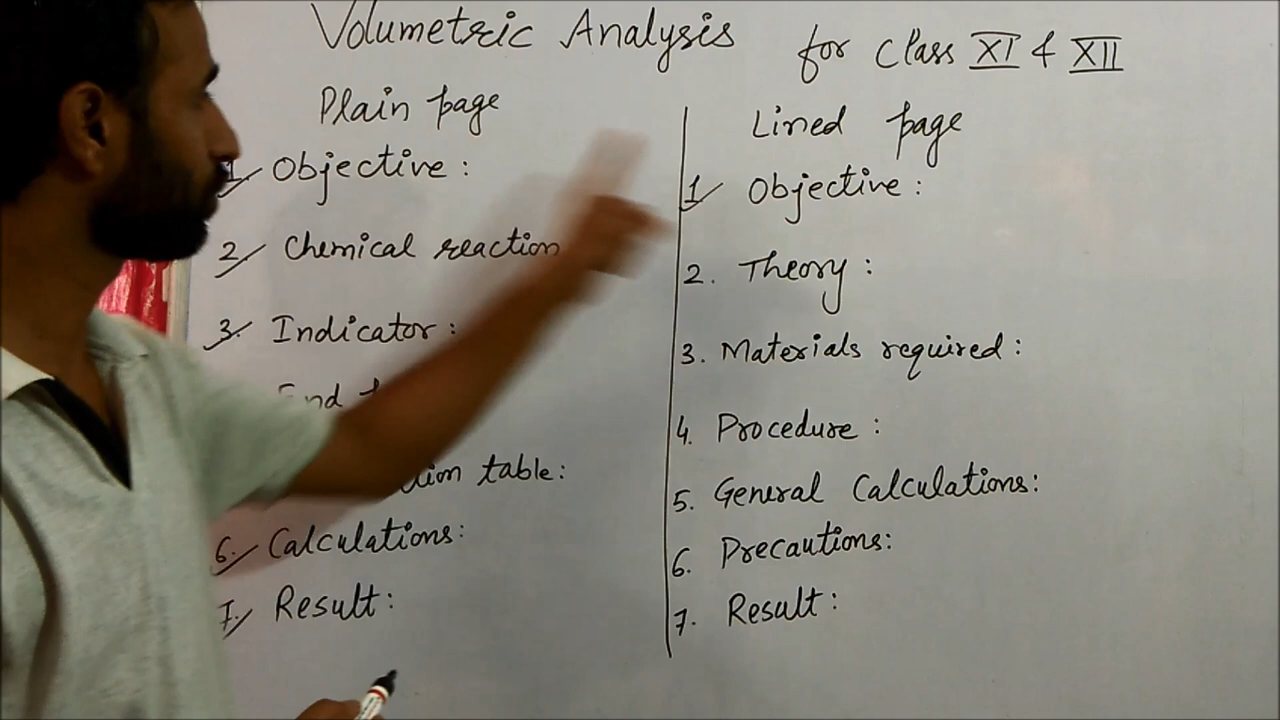 Volumetric Analysis for Class XI & XII
Plain page
1. Objective:
2. Chemical reaction
3. Indicator:
End
table:
6. Calculations:
7. Result:
Lined page
1. Objective:
2. Theory:
3. Materials required:
4. Procedure:
5. General Calculations:
6. Precautions:
7. Result: